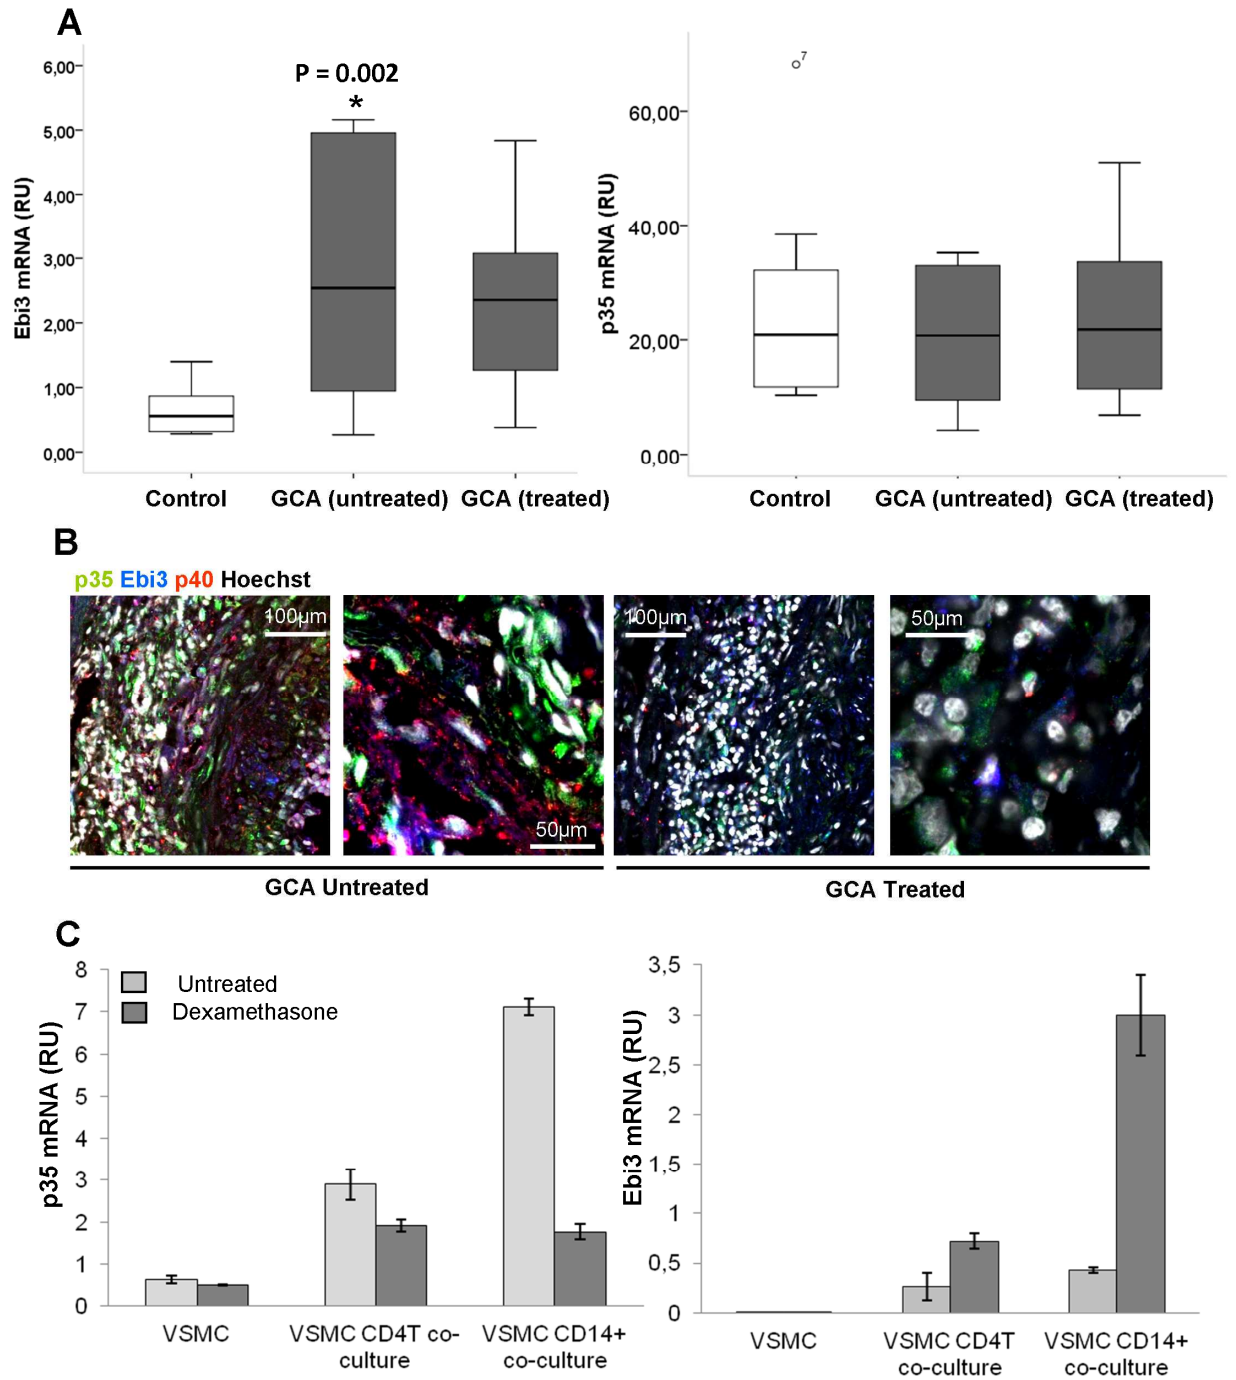 A
6,00
5,00
4,00
3,00
2,00
1,00
0,00
Ebi3 mRNA (RU)
P = 0.002
*
Control
GCA (untreated)
GCA (treated)
60,00
40,00
20,00
0,00
p35 mRNA (RU)
7
Control
GCA (untreated)
GCA (treated)
B
p35 Ebi3 p40 Hoechst
100µm
50µm
100µm
50µm
GCA Untreated
GCA Treated
C
8
7
6
5
4
3
2
1
0
p35 mRNA (RU)
Untreated
Dexamethasone
VSMC
VSMC CD4T co-
culture
VSMC CD14+
co-culture
3,5
3
2,5
2
1,5
1
0,5
0
Ebi3 mRNA (RU)
VSMC
VSMC CD4T
co-culture
VSMC CD14+
co-culture